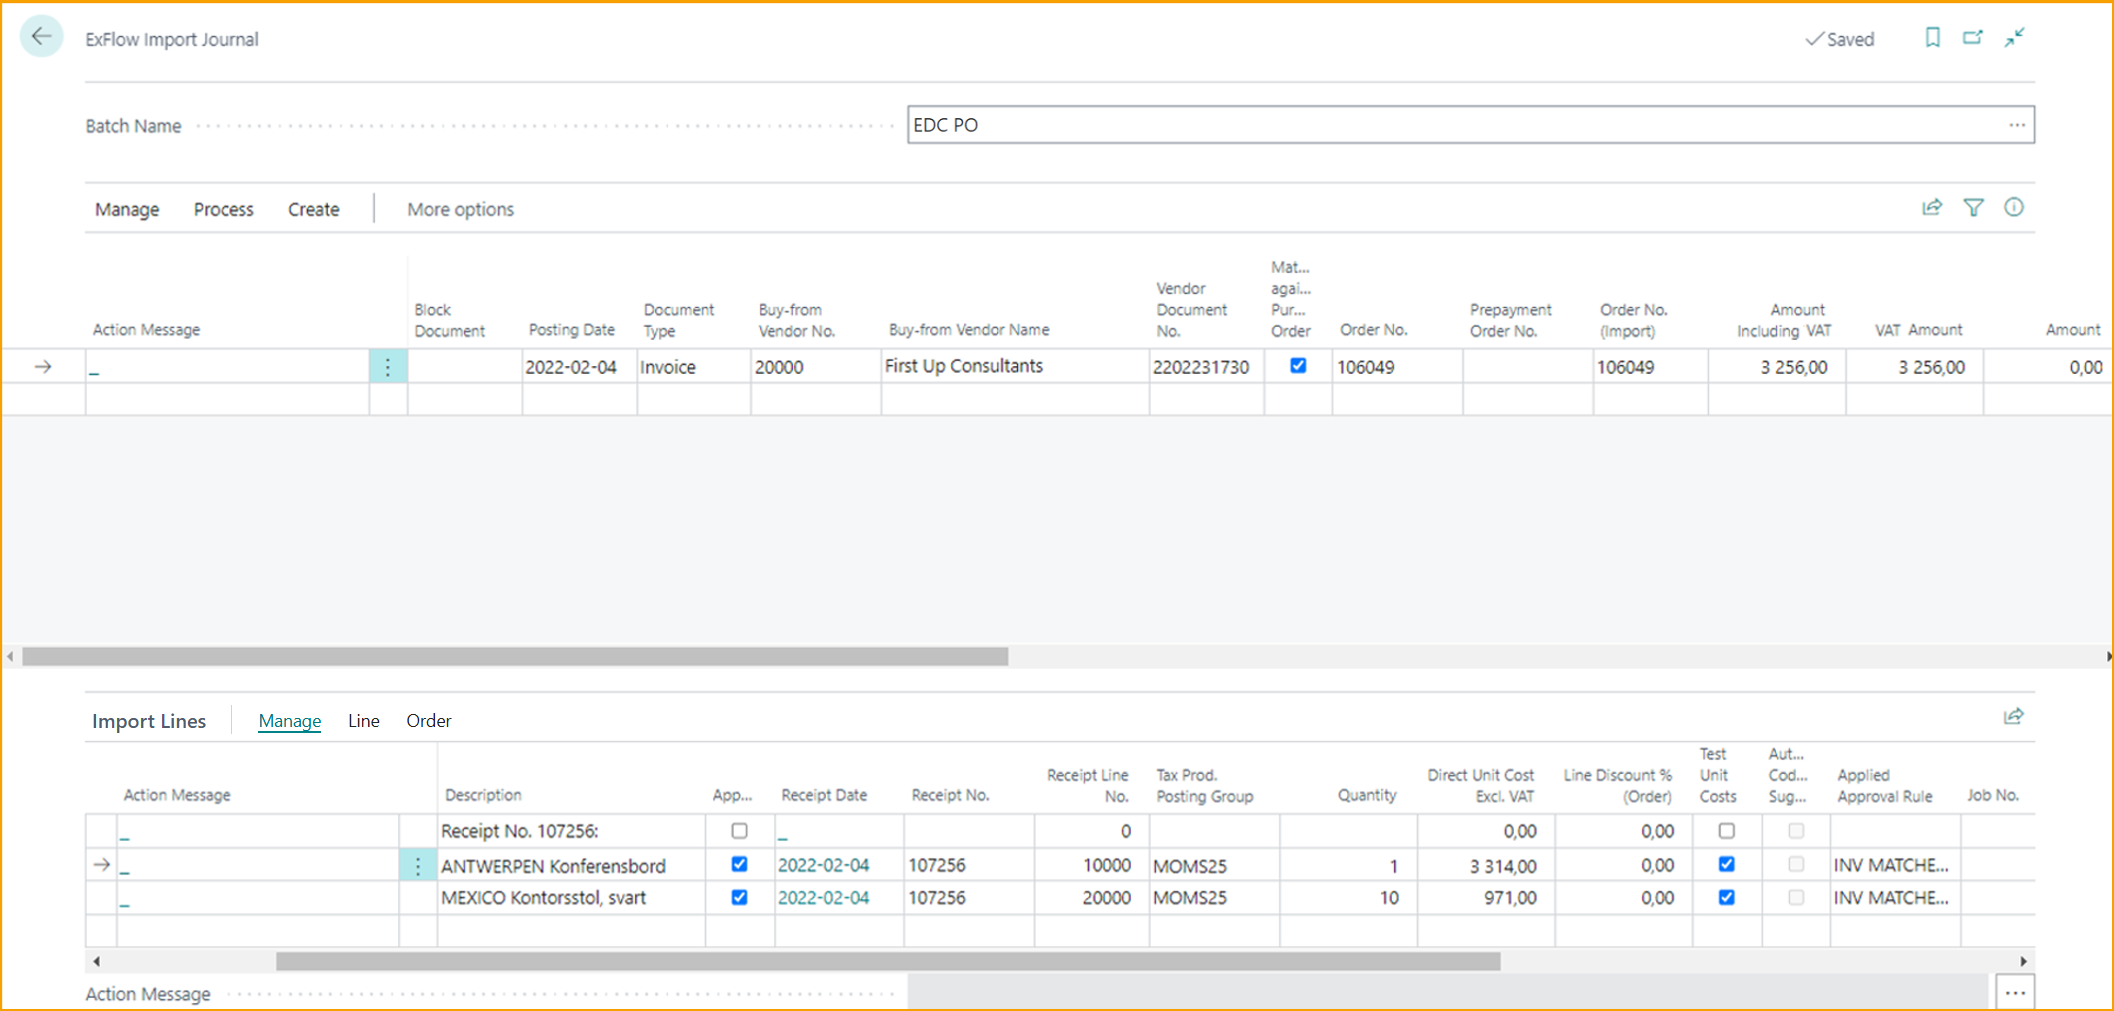 ExFlow Import Journal
Saved
Batch Name
EDC PO
Manage Process Create More options
Action Message
Block Document
Posting Date
Document Type
Buy-from Vendor No.
Buy-from Vendor Name
Vendor Document No.
Mat... agai... Pur... Order
Order No.
Prepayment Order No.
Order No. (Import)
Amount Including VAT
VAT Amount
Amount
_ 2022-02-04 Invoice 20000 First Up Consultants 2202231730 106049 106049 3 256,00 3 256,00 0,00
Import Lines Manage Line Order
Action Message
Description
App...
Receipt Date
Receipt No.
Receipt Line No.
Tax Prod. Posting Group
Quantity
Direct Unit Cost Excl. VAT
Line Discount % (Order)
Test Unit Costs
Aut... Cod... Sug...
Applied Approval Rule
Job No.
_ Receipt No. 107256: _ 0 0,00 0,00
_ ANTWERPEN Konferensbord 2022-02-04 107256 10000 MOMS25 1 3 314,00 0,00 INV MATCHE...
_ MEXICO Kontorsstol, svart 2022-02-04 107256 20000 MOMS25 10 971,00 0,00 INV MATCHE...
Action Message